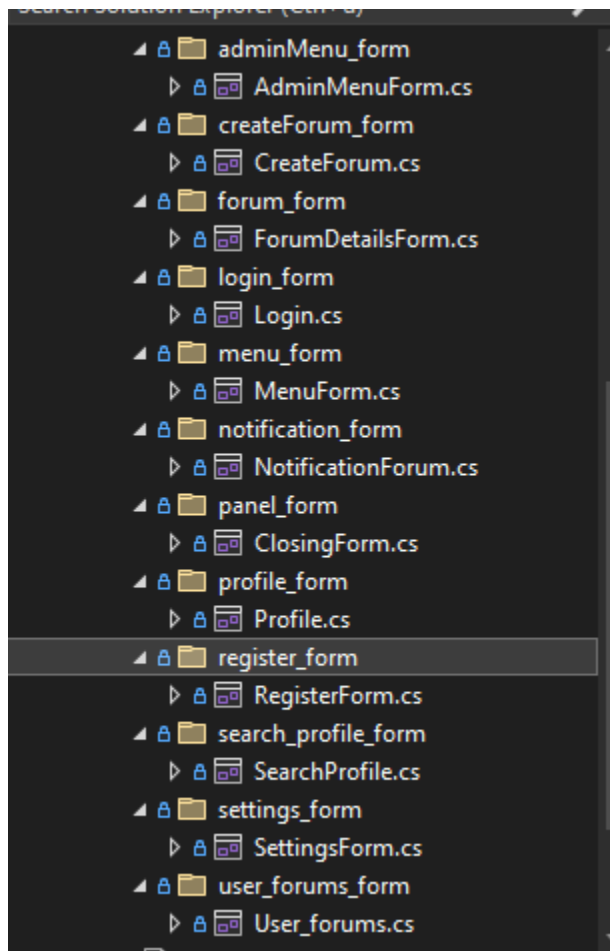 adminMenu_form
AdminMenuForm.cs
createForum_form
CreateForum.cs
forum_form
ForumDetailsForm.cs
login_form
Login.cs
menu_form
MenuForm.cs
notification_form
NotificationForum.cs
panel_form
ClosingForm.cs
profile_form
Profile.cs
register_form
RegisterForm.cs
search_profile_form
SearchProfile.cs
settings_form
SettingsForm.cs
user_forums_form
User_forums.cs